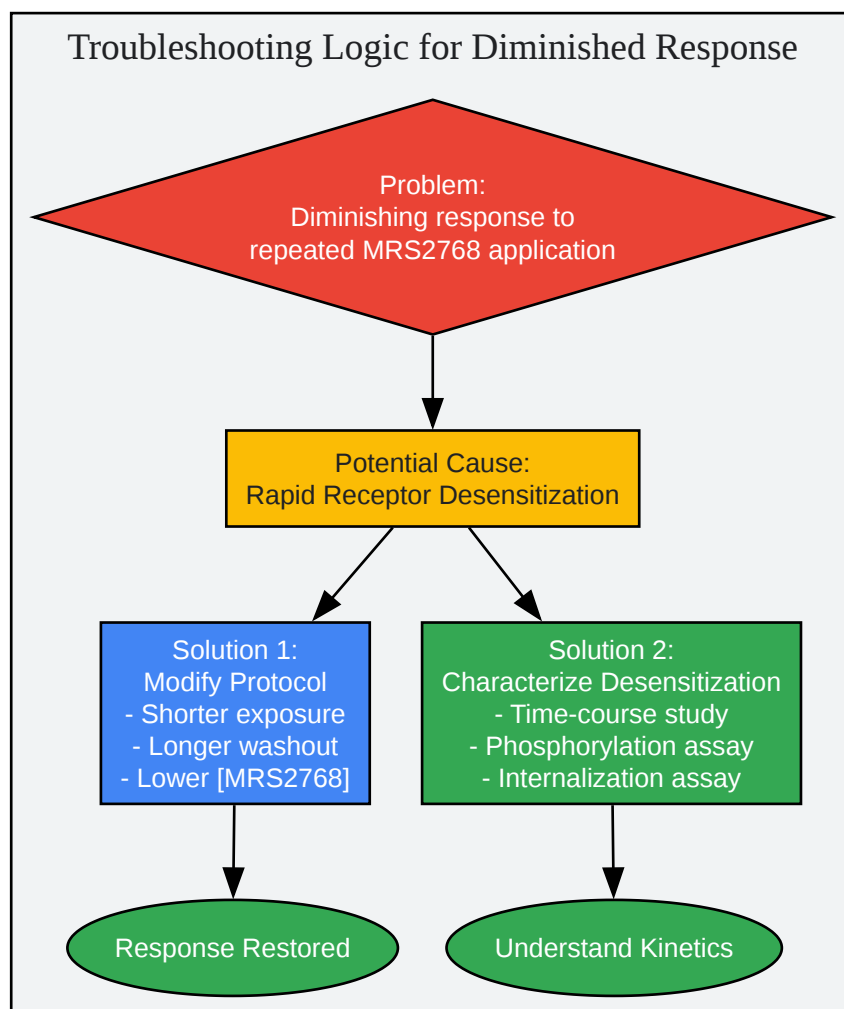 Troubleshooting Logic for Diminished Response
Problem:
Diminishing response to
repeated MRS2768 application
Potential Cause:
Rapid Receptor Desensitization
Solution 1:
Modify Protocol
- Shorter exposure
- Longer washout
- Lower [MRS2768]
Solution 2:
Characterize Desensitization
- Time-course study
- Phosphorylation assay
- Internalization assay
Response Restored
Understand Kinetics